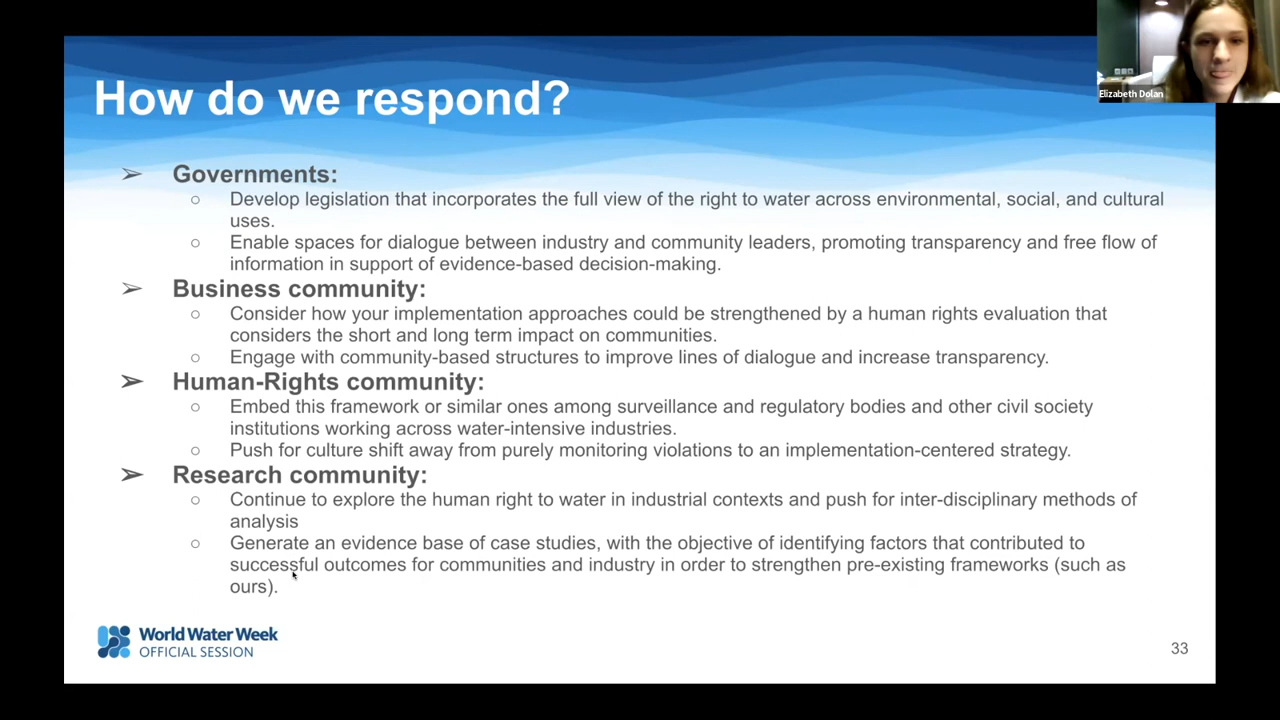 Elizabeth Dolan
How do we respond?
➢ Governments:
○ Develop legislation that incorporates the full view of the right to water across environmental, social, and cultural
uses.
○ Enable spaces for dialogue between industry and community leaders, promoting transparency and free flow of
information in support of evidence-based decision-making.
➢ Business community:
○ Consider how your implementation approaches could be strengthened by a human rights evaluation that
considers the short and long term impact on communities.
○ Engage with community-based structures to improve lines of dialogue and increase transparency.
➢ Human-Rights community:
○ Embed this framework or similar ones among surveillance and regulatory bodies and other civil society
institutions working across water-intensive industries.
○ Push for culture shift away from purely monitoring violations to an implementation-centered strategy.
➢ Research community:
○ Continue to explore the human right to water in industrial contexts and push for inter-disciplinary methods of
analysis
○ Generate an evidence base of case studies, with the objective of identifying factors that contributed to
successful outcomes for communities and industry in order to strengthen pre-existing frameworks (such as
ours).
World Water Week
OFFICIAL SESSION
33